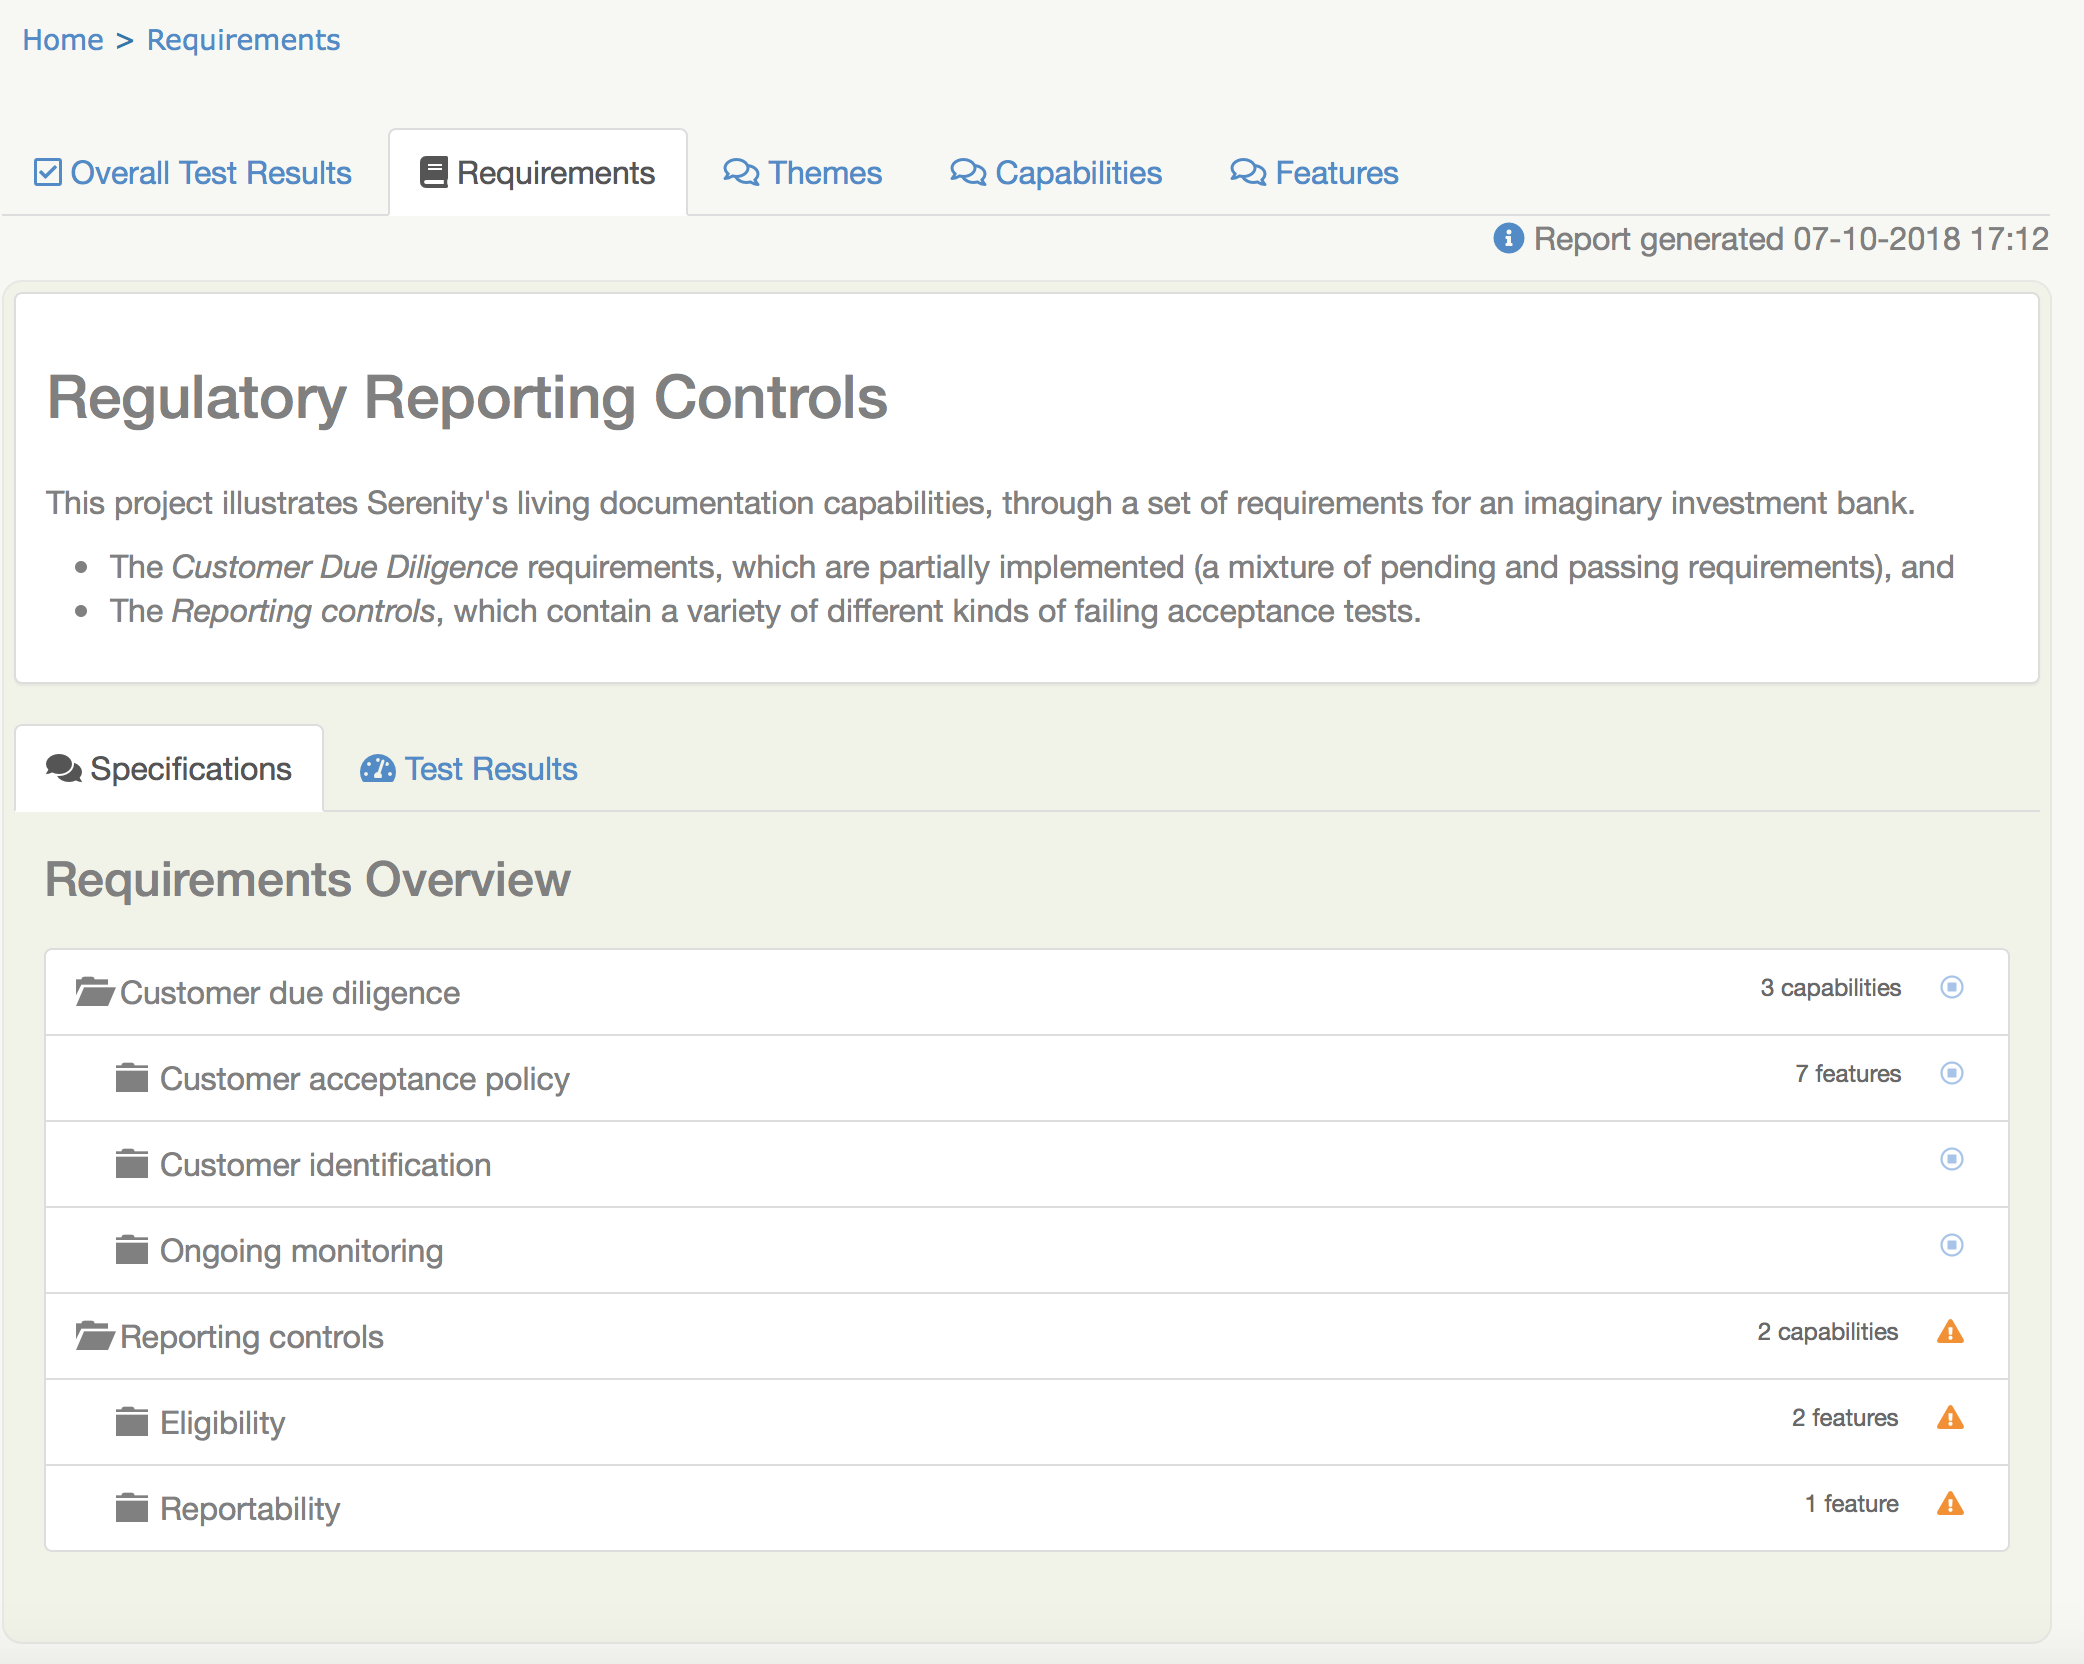 Home > Requirements
Overall Test Results Requirements Themes Capabilities Features
Report generated 07-10-2018 17:12
Regulatory Reporting Controls
This project illustrates Serenity's living documentation capabilities, through a set of requirements for an imaginary investment bank.
• The Customer Due Diligence requirements, which are partially implemented (a mixture of pending and passing requirements), and
• The Reporting controls, which contain a variety of different kinds of failing acceptance tests.
Specifications Test Results
Requirements Overview
Customer due diligence 3 capabilities
Customer acceptance policy 7 features
Customer identification
Ongoing monitoring
Reporting controls 2 capabilities
Eligibility 2 features
Reportability 1 feature